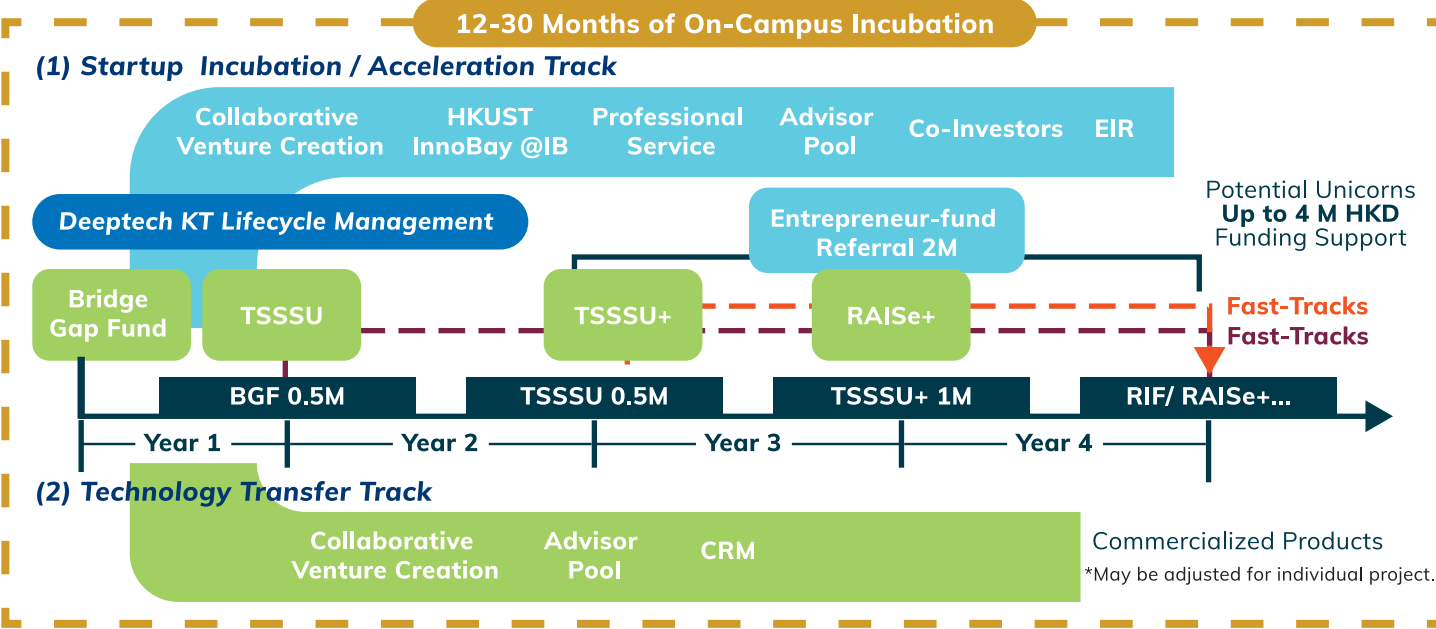 12-30 Months of On-Campus Incubation
(1) Startup Incubation / Acceleration Track
Collaborative
Venture Creation
HKUST
InnoBay @IB
Professional
Service
Advisor
Pool
Co-Investors
EIR
Deeptech KT Lifecycle Management
Entrepreneur-fund
Referral 2M
Potential Unicorns
Up to 4 M HKD
Funding Support
Bridge
Gap Fund
TSSSU
TSSSU+
RAISe+
Fast-Tracks
Fast-Tracks
BGF 0.5M
TSSSU 0.5M
TSSSU+ 1M
RIF/ RAISe+...
Year 1
Year 2
Year 3
Year 4
(2) Technology Transfer Track
Collaborative
Venture Creation
Advisor
Pool
CRM
Commercialized Products
*May be adjusted for individual project.